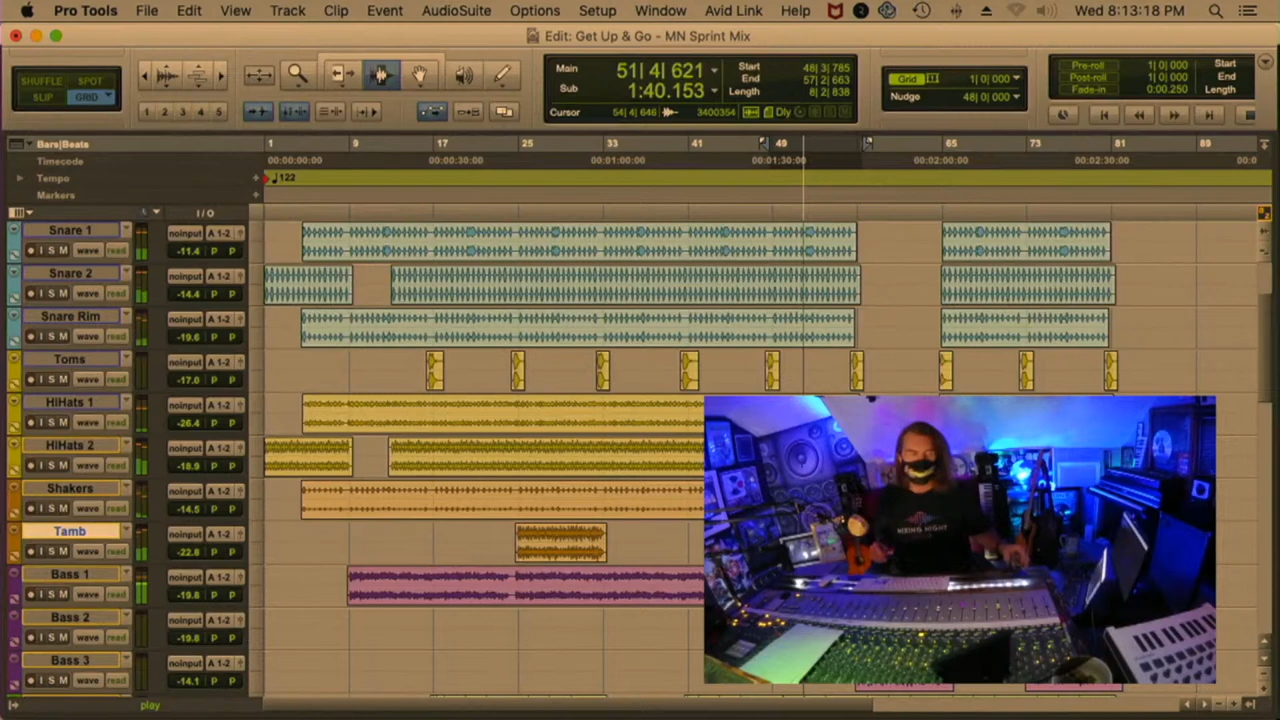 Pro Tools File Edit View Track Clip Event AudioSuite Options Setup Window Avid Link Help Wed 8:13:18 PM
Edit: Get Up & Go - MN Sprint Mix
SHUFFLE SPOT
SLIP GRID
1 2 3 4 5
Main 51| 4| 621
Sub 1:40.153
Start 48| 3| 785
End 57| 2| 663
Length 8| 2| 838
Cursor 54| 4| 646 3400354 Dly
Grid 1| 0| 000
Nudge 48| 0| 000
Pre-roll 1| 0| 000 Start
Post-roll 1| 0| 000 End
Fade-in 0:00.250 Length
Bars|Beats 1 9 17 25 33 41 49 65 73 81 89
Timecode 00:00:00:00 00:00:30:00 00:01:00:00 00:01:30:00 00:02:00:00 00:02:30:00 00:0
Tempo 122
Markers
I/O
Snare 1 noinput A 1-2
I S M wave read -11.4 P P
Snare 2 noinput A 1-2
I S M wave read -14.4 P P
Snare Rim noinput A 1-2
I S M wave read -19.6 P P
Toms noinput A 1-2
I S M wave read -17.0 P P
HiHats 1 noinput A 1-2
I S M wave read -26.4 P P
HiHats 2 noinput A 1-2
I S M wave read -18.9 P P
Shakers noinput A 1-2
I S M wave read -14.5 P P
Tamb noinput A 1-2
I S M wave read -22.8 P P
Bass 1 noinput A 1-2
I S M wave read -19.8 P P
Bass 2 noinput A 1-2
I S M wave read -19.8 P P
Bass 3 noinput A 1-2
I S M wave read -14.1 P P
play
MIXING NIGHT